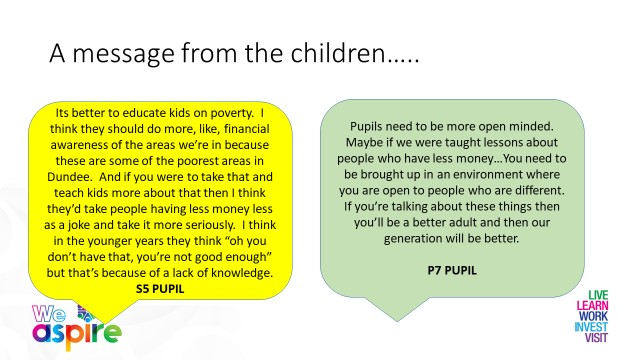 A message from the children…..
Its better to educate kids on poverty. I
think they should do more, like, financial
awareness of the areas we’re in because
these are some of the poorest areas in
Dundee. And if you were to take that and
teach kids more about that then I think
they’d take people having less money less
as a joke and take it more seriously. I think
in the younger years they think “oh you
don’t have that, you’re not good enough”
but that’s because of a lack of knowledge.
S5 PUPIL
Pupils need to be more open minded.
Maybe if we were taught lessons about
people who have less money…You need to
be brought up in an environment where
you are open to people who are different.
If you’re talking about these things then
you’ll be a better adult and then our
generation will be better.
P7 PUPIL
We
aspire
LIVE
LEARN
WORK
INVEST
VISIT